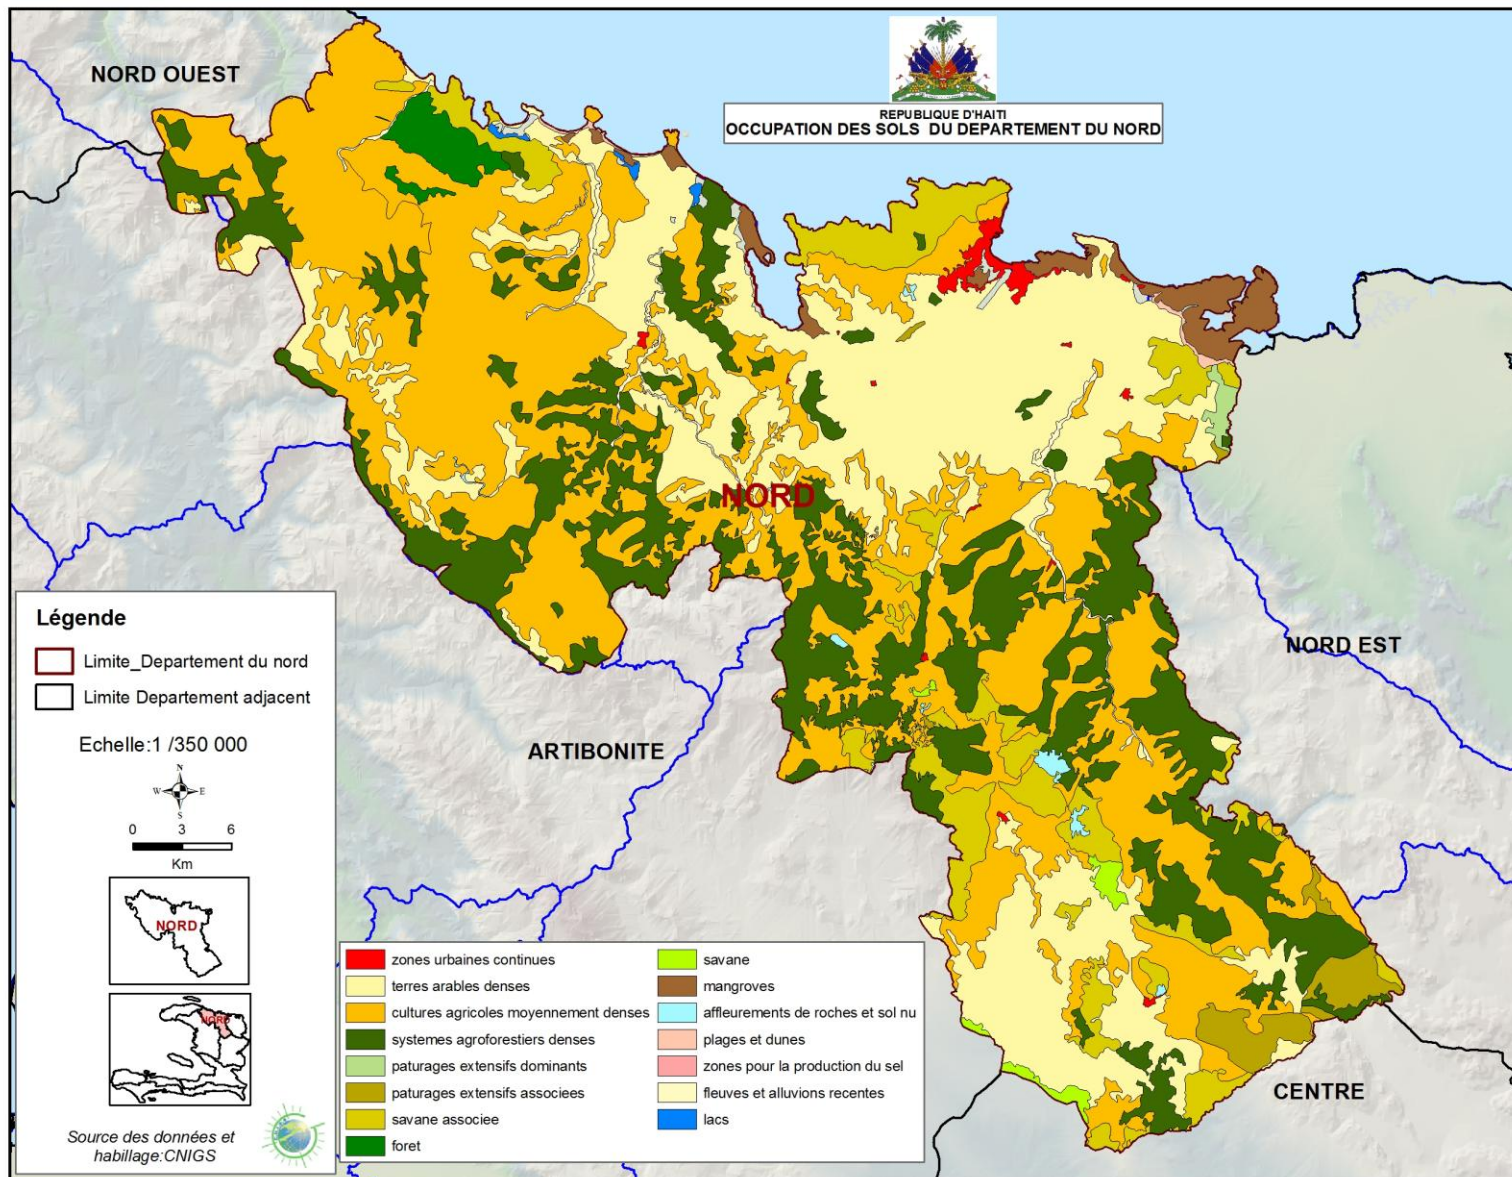 REPUBLIQUE D'HAITI
OCCUPATION DES SOLS DU DEPARTEMENT DU NORD
NORD OUEST
NORD
NORD EST
ARTIBONITE
CENTRE
Légende
Limite_Departement du nord
Limite Departement adjacent
Echelle:1 /350 000
N
W
E
S
0 3 6
Km
NORD
NORD
Source des données et
habillage:CNIGS
zones urbaines continues
terres arables denses
cultures agricoles moyennement denses
systemes agroforestiers denses
paturages extensifs dominants
paturages extensifs associees
savane associee
foret
savane
mangroves
affleurements de roches et sol nu
plages et dunes
zones pour la production du sel
fleuves et alluvions recentes
lacs